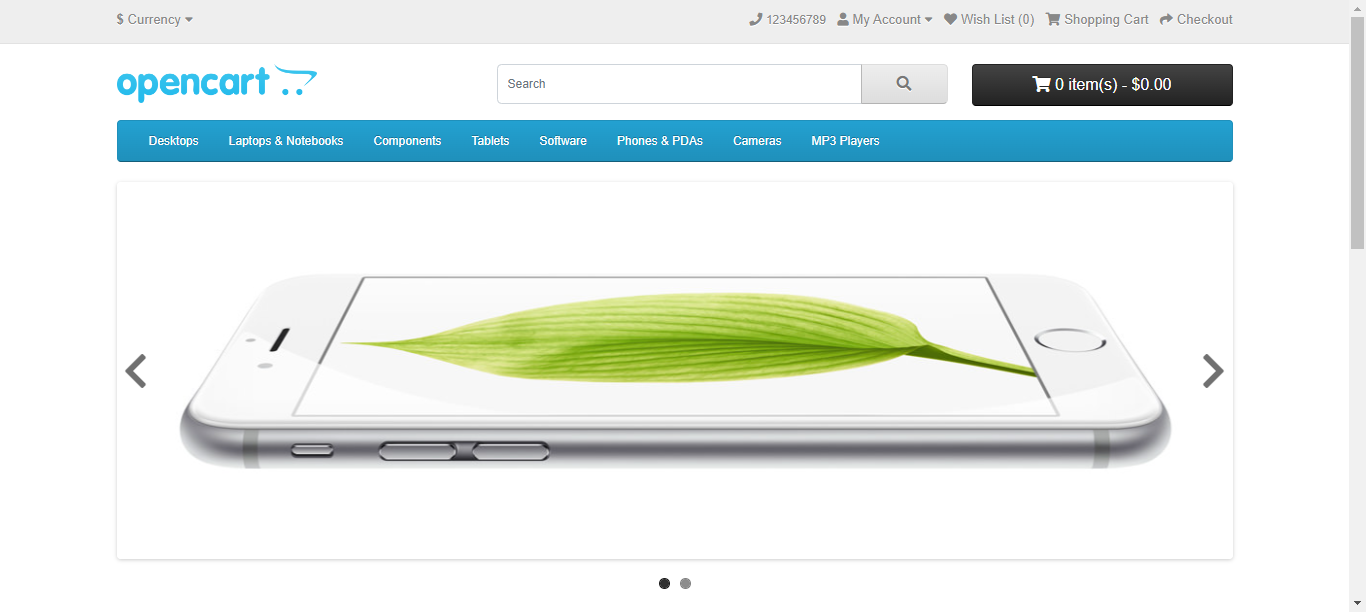 $ Currency
123456789 My Account Wish List (0) Shopping Cart Checkout
opencart
Search
0 item(s) - $0.00
Desktops Laptops & Notebooks Components Tablets Software Phones & PDAs Cameras MP3 Players